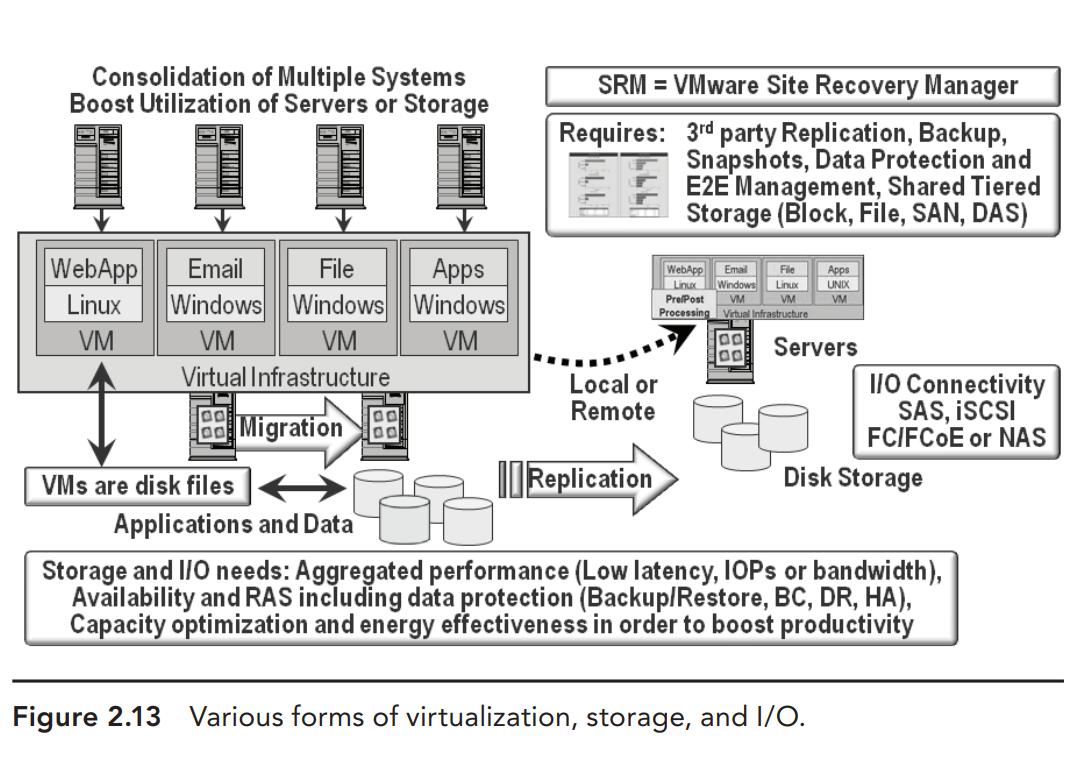 Consolidation of Multiple Systems
Boost Utilization of Servers or Storage
SRM = VMware Site Recovery Manager
Requires: 3rd party Replication, Backup,
Snapshots, Data Protection and
E2E Management, Shared Tiered
Storage (Block, File, SAN, DAS)
WebApp
Linux
VM
Email
Windows
VM
File
Windows
VM
Apps
Windows
VM
Virtual Infrastructure
WebApp
Linux
Pre/Post
Processing
Email
Windows
VM
File
Linux
VM
Apps
UNIX
VM
Virtual Infrastructure
Servers
Local or
Remote
I/O Connectivity
SAS, iSCSI
FC/FCoE or NAS
Migration
VMs are disk files
Replication
Disk Storage
Applications and Data
Storage and I/O needs: Aggregated performance (Low latency, IOPs or bandwidth),
Availability and RAS including data protection (Backup/Restore, BC, DR, HA),
Capacity optimization and energy effectiveness in order to boost productivity
Figure 2.13 Various forms of virtualization, storage, and I/O.